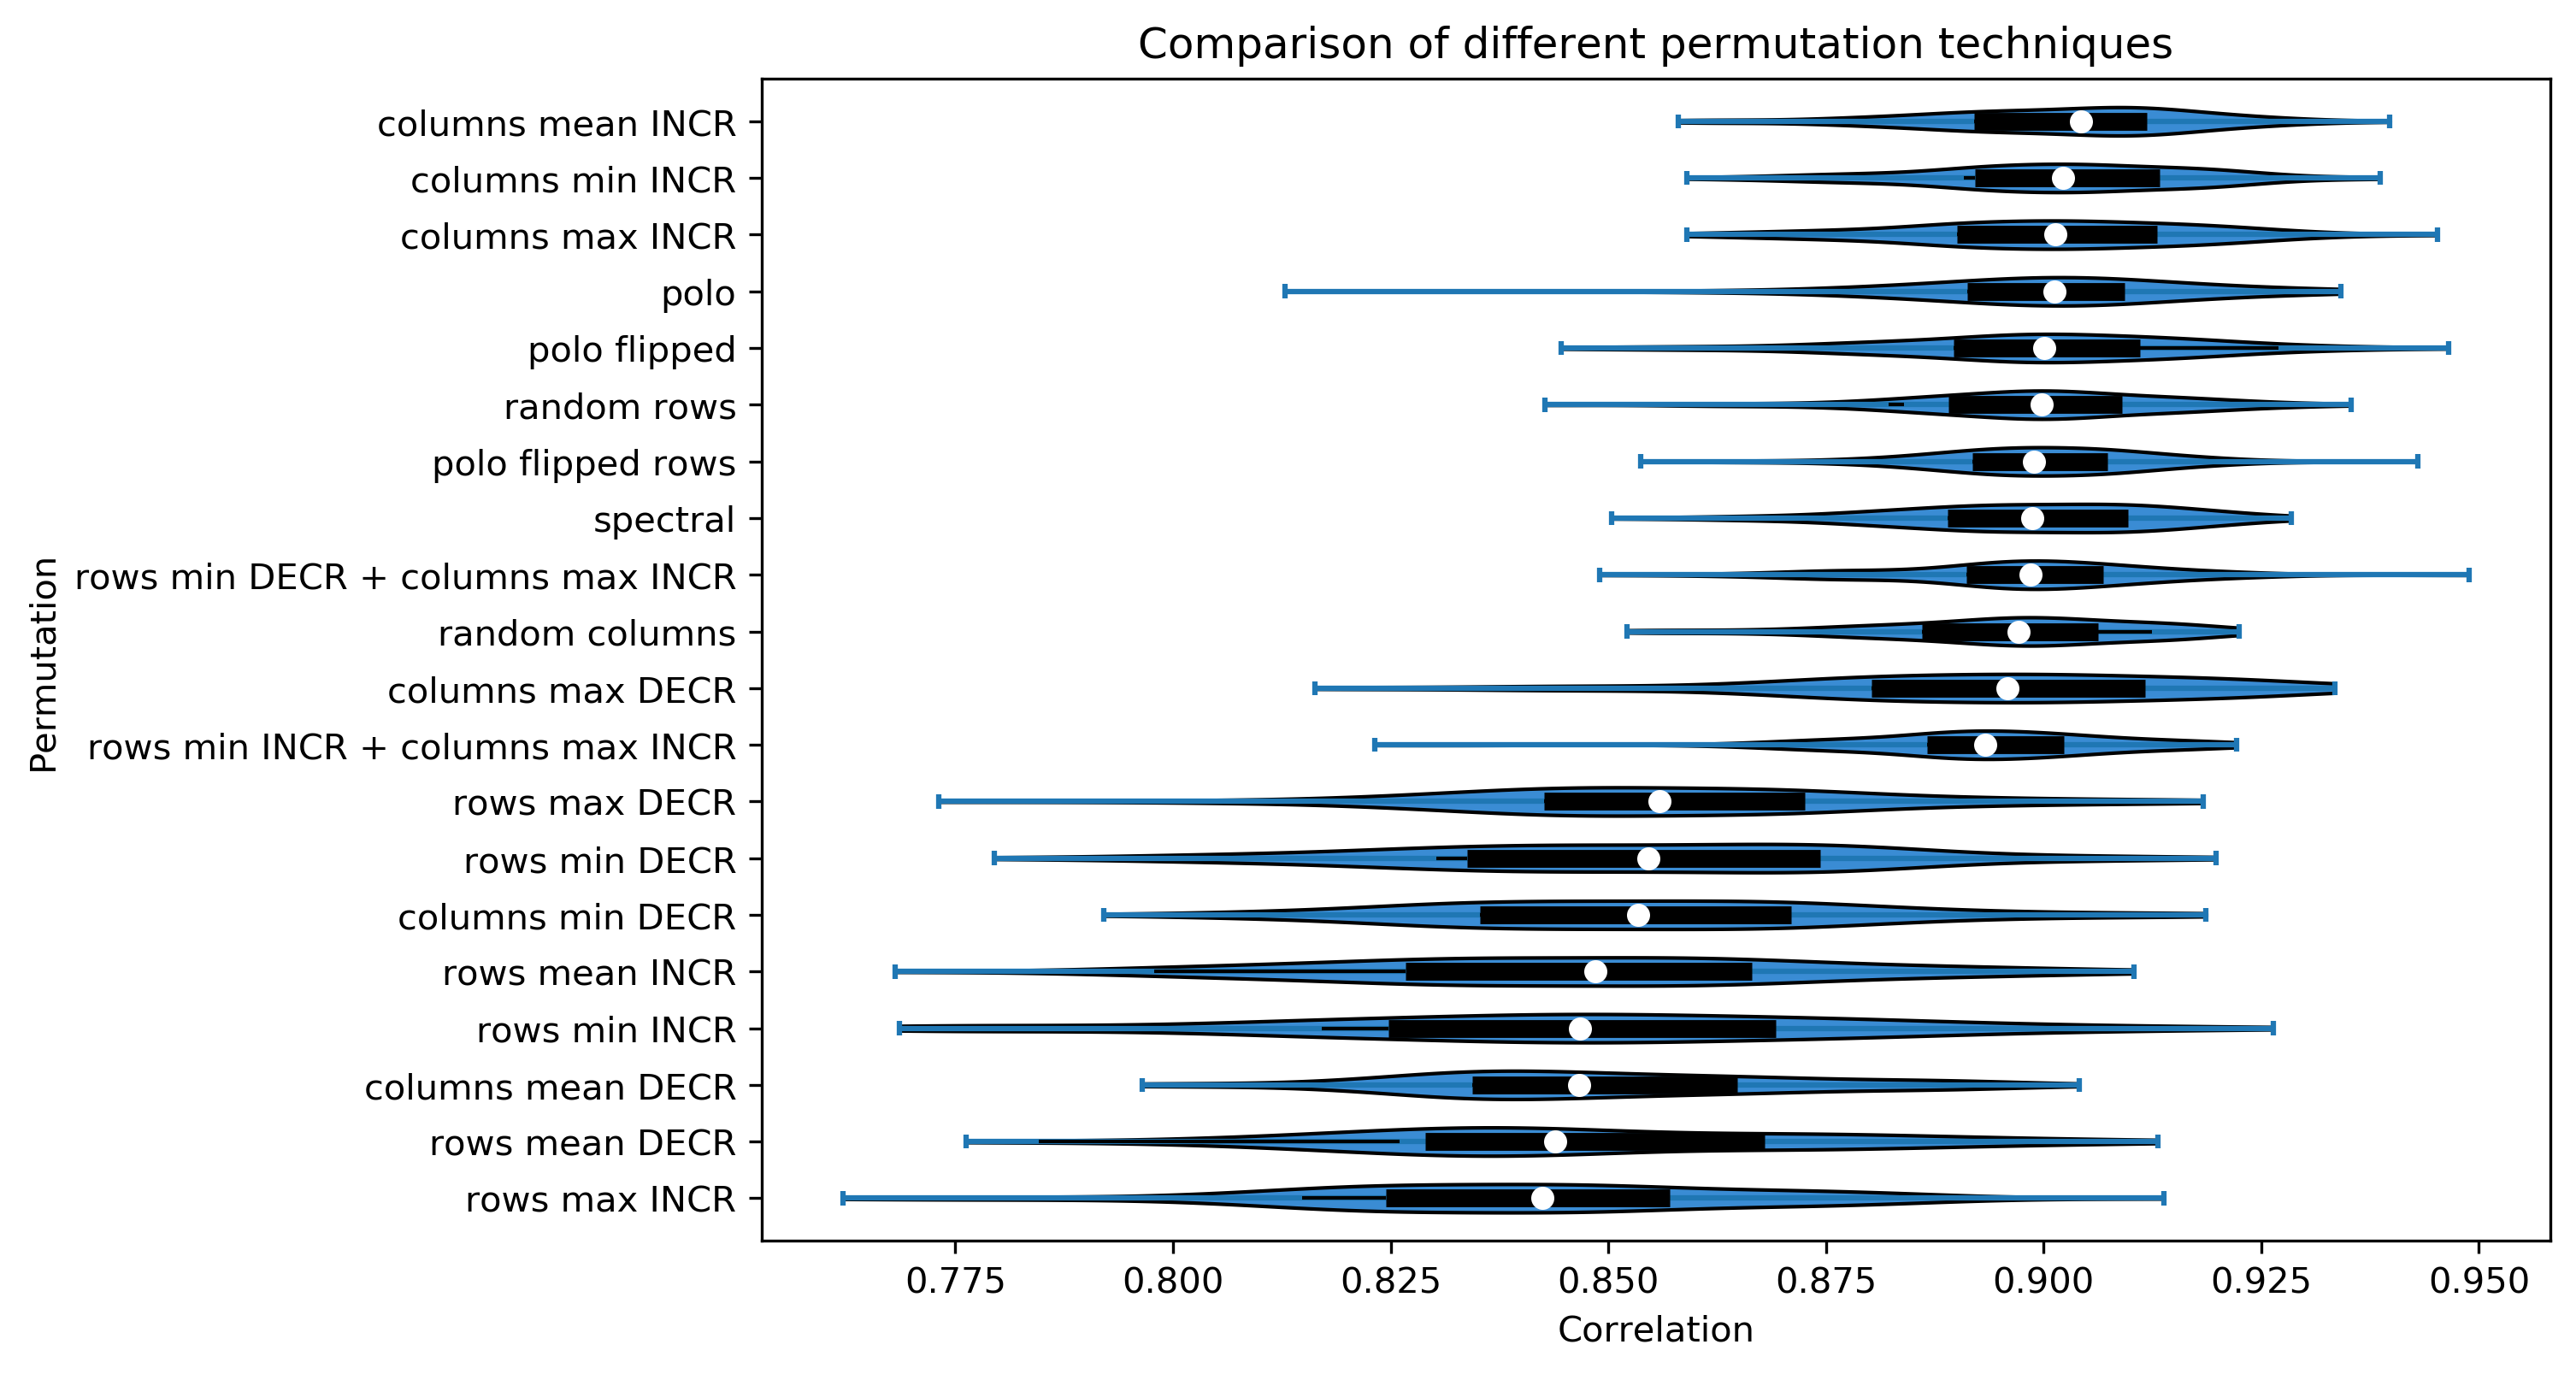 Comparison of different permutation techniques
columns mean INCR
columns min INCR
columns max INCR
polo
polo flipped
random rows
polo flipped rows
spectral
rows min DECR + columns max INCR
random columns
columns max DECR
rows min INCR + columns max INCR
rows max DECR
rows min DECR
columns min DECR
rows mean INCR
rows min INCR
columns mean DECR
rows mean DECR
rows max INCR
Permutation
0.775 0.800 0.825 0.850 0.875 0.900 0.925 0.950
Correlation